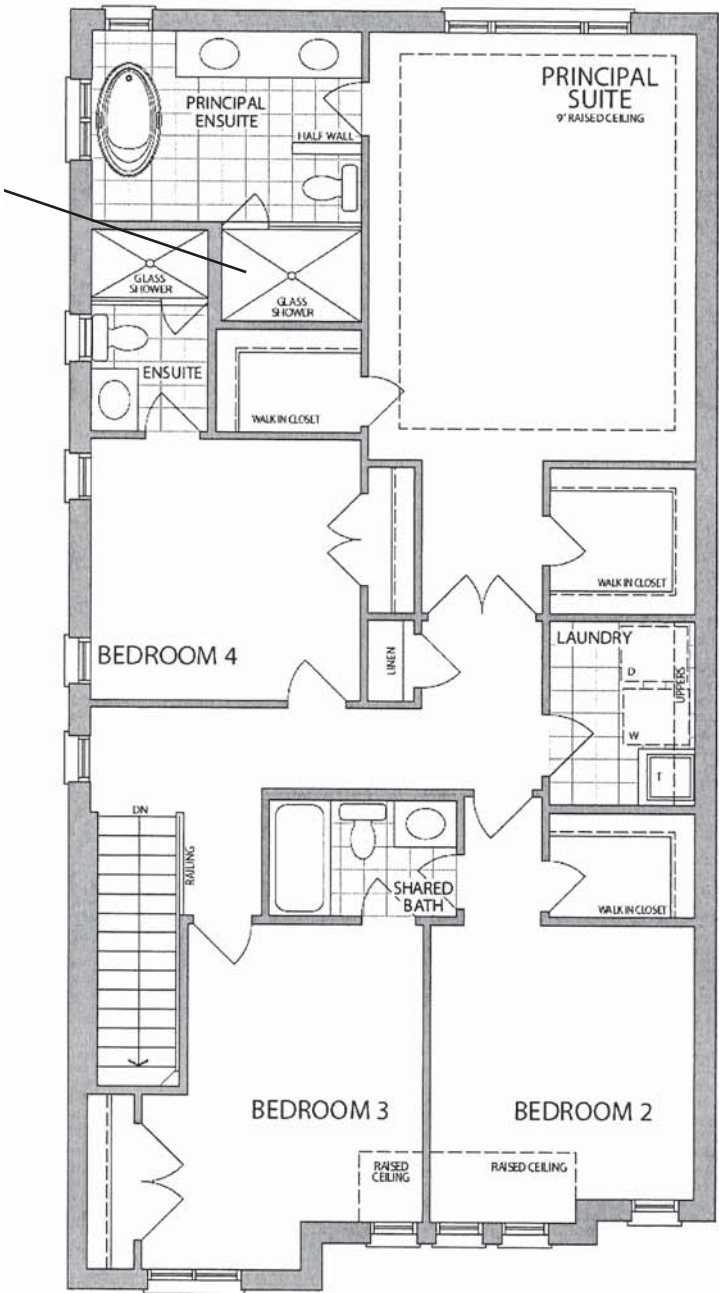 PRINCIPAL
ENSUITE
HALF WALL
PRINCIPAL
SUITE
9' RAISED CEILING
GLASS
SHOWER
GLASS
SHOWER
ENSUITE
WALK IN CLOSET
WALK IN CLOSET
BEDROOM 4
LINEN
LAUNDRY
D
UPPERS
W
T
DN
RAILING
SHARED
BATH
WALK IN CLOSET
BEDROOM 3
BEDROOM 2
RAISED
CEILING
RAISED CEILING